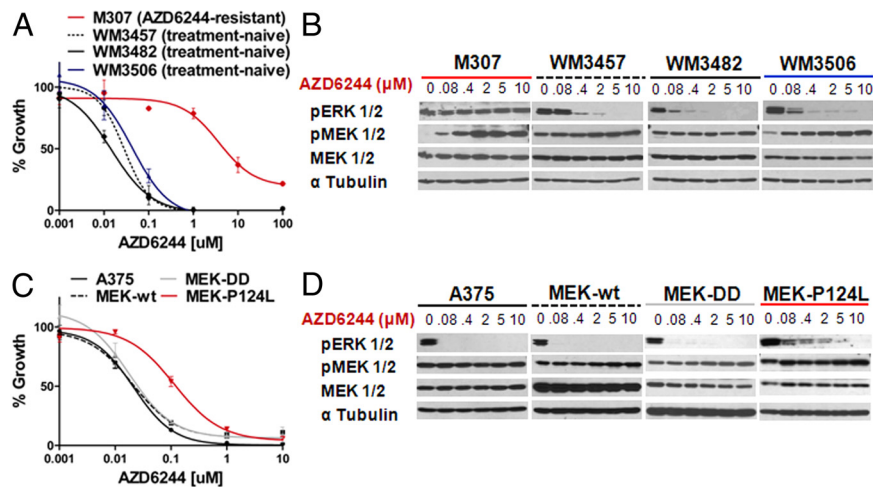 A
M307 (AZD6244-resistant)
WM3457 (treatment-naive)
WM3482 (treatment-naive)
WM3506 (treatment-naive)
% Growth
100
50
0
0.001 0.01 0.1 1 10 100
AZD6244 [uM]
B
M307 WM3457 WM3482 WM3506
AZD6244 (µM) 0 .08 .4 2 5 10 0 .08 .4 2 5 10 0 .08 .4 2 5 10 0 .08 .4 2 5 10
pERK 1/2
pMEK 1/2
MEK 1/2
α Tubulin
C
A375 MEK-DD
MEK-wt MEK-P124L
% Growth
100
50
0
0.001 0.01 0.1 1 10
AZD6244 [uM]
D
A375 MEK-wt MEK-DD MEK-P124L
AZD6244 (µM)
0 .08 .4 2 5 10 0 .08 .4 2 5 10 0 .08 .4 2 5 10 0 .08 .4 2 5 10
pERK 1/2
pMEK 1/2
MEK 1/2
α Tubulin